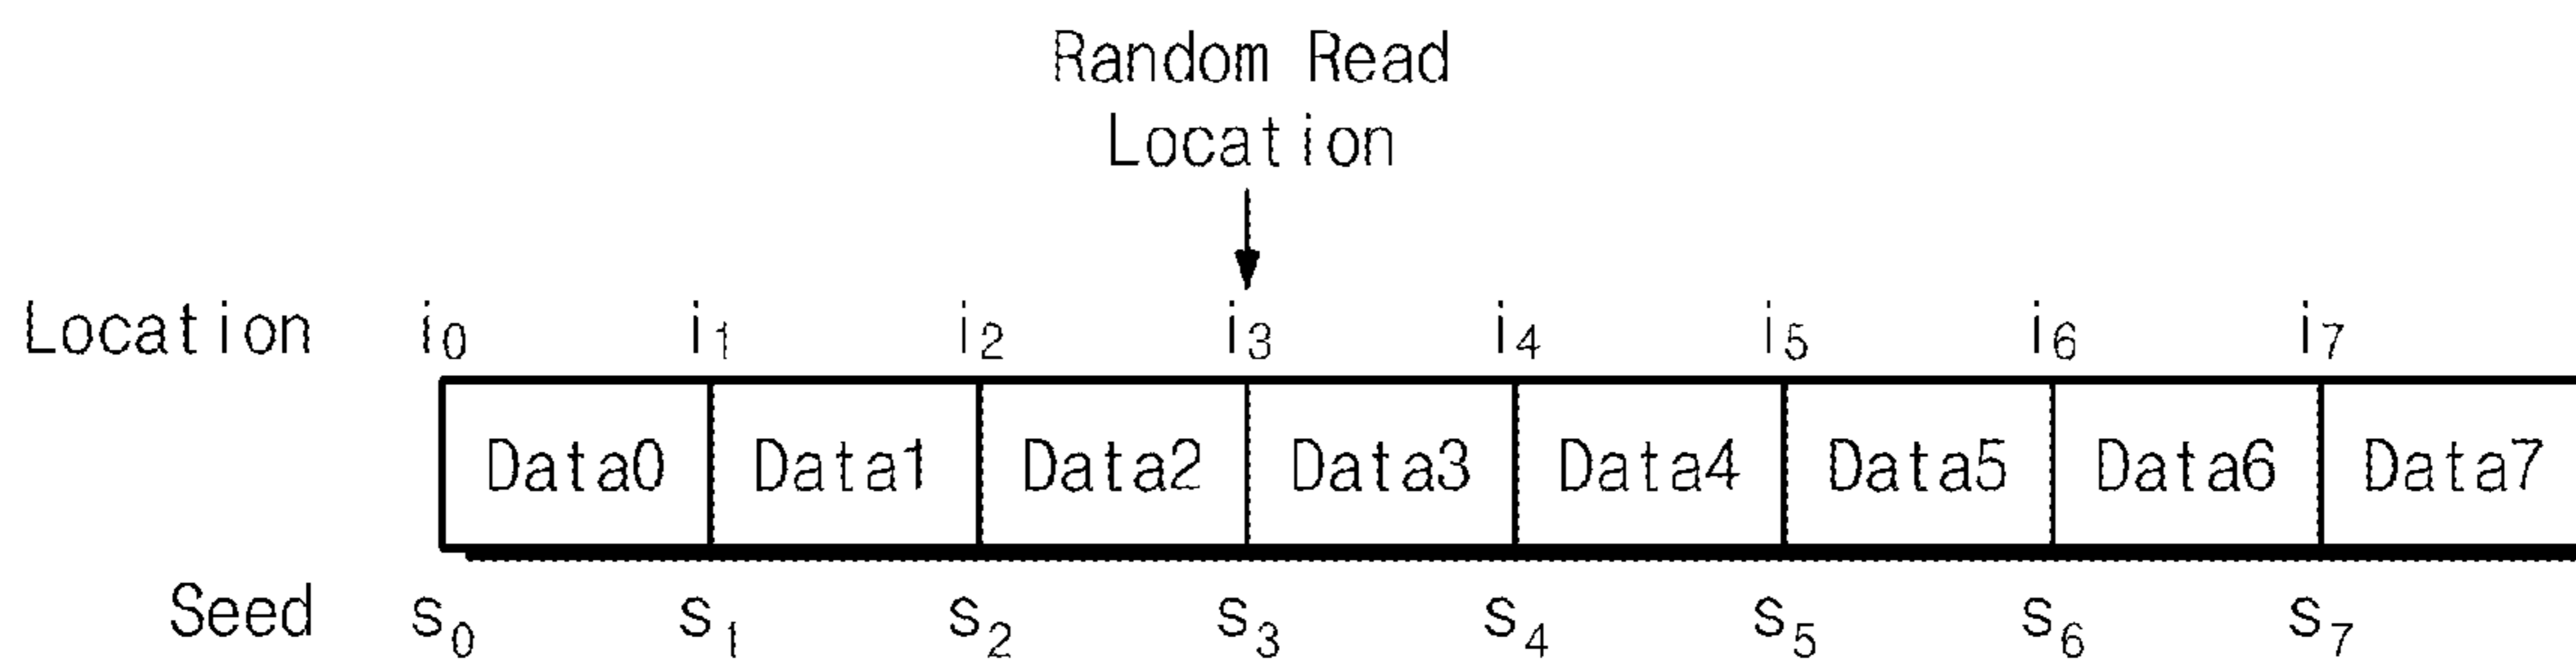 Random Read
Location
Location i₀ i₁ i₂ i₃ i₄ i₅ i₆ i₇
Data0 Data1 Data2 Data3 Data4 Data5 Data6 Data7
Seed s₀ s₁ s₂ s₃ s₄ s₅ s₆ s₇